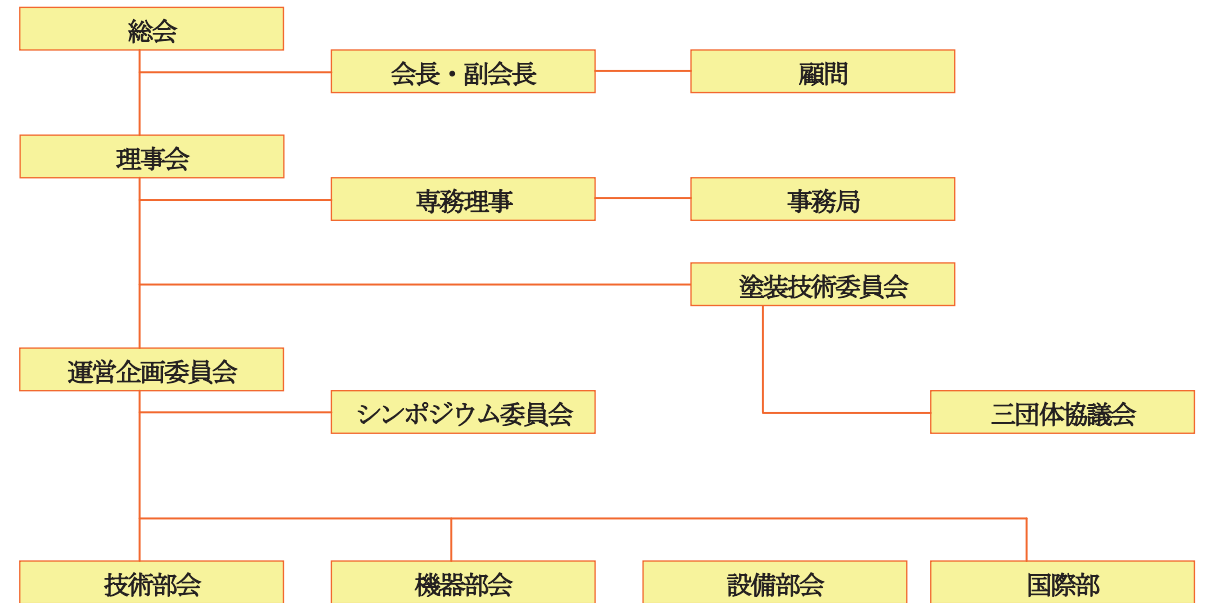 総会
会長・副会長
顧問
理事会
専務理事
事務局
塗装技術委員会
運営企画委員会
シンポジウム委員会
三団体協議会
技術部会
機器部会
設備部会
国際部